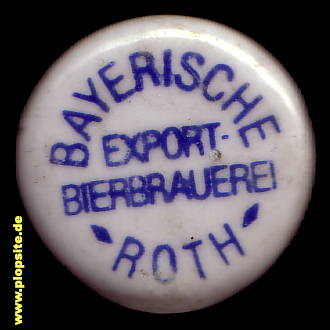 BAYERISCHE
EXPORT-
BIERBRAUEREI
ROTH
www.plopsite.de